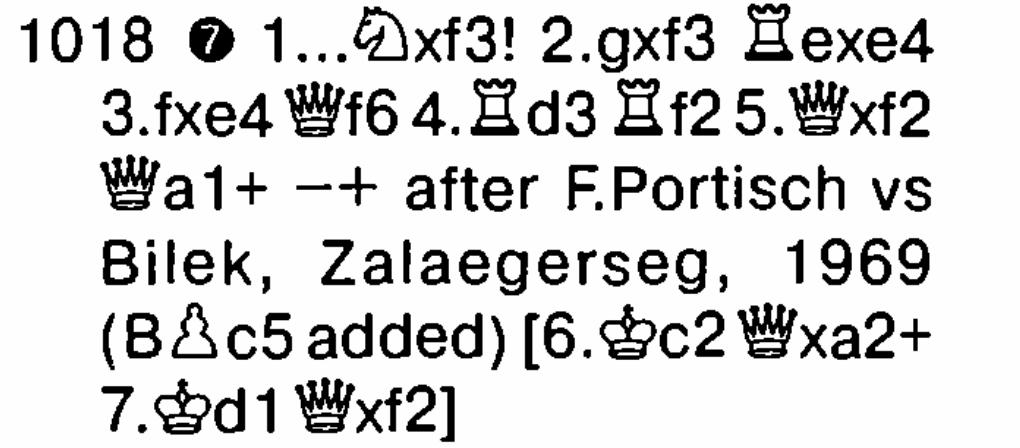 1018 ❼ 1...♘xf3! 2.gxf3 ♖exe4
3.fxe4 ♕f6 4.♖d3 ♖f2 5.♕xf2
♕a1+ −+ after F.Portisch vs
Bilek, Zalaegerseg, 1969
(B♙c5 added) [6.♔c2 ♕xa2+
7.♔d1 ♕xf2]